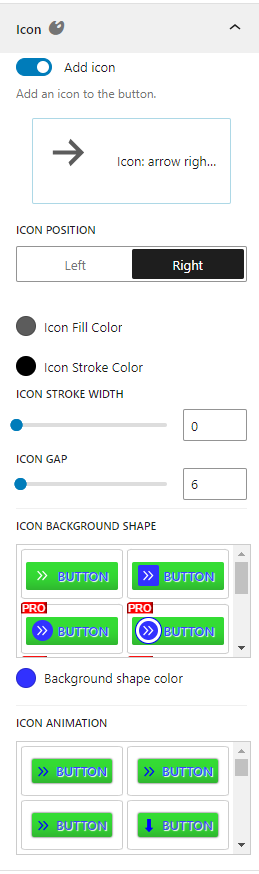 Icon
Add icon
Add an icon to the button.
Icon: arrow righ...
ICON POSITION
Left Right
Icon Fill Color
Icon Stroke Color
ICON STROKE WIDTH
0
ICON GAP
6
ICON BACKGROUND SHAPE
BUTTON BUTTON
PRO PRO
BUTTON BUTTON
Background shape color
ICON ANIMATION
BUTTON BUTTON
BUTTON BUTTON